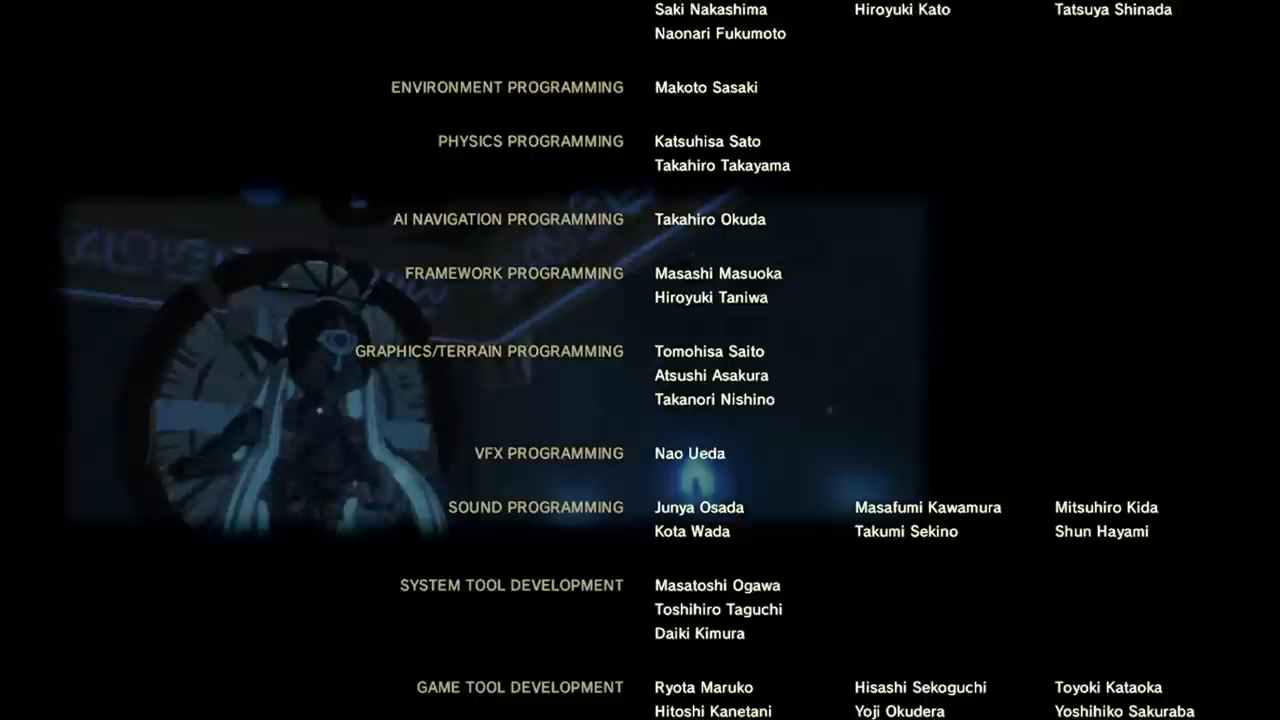 Saki Nakashima Hiroyuki Kato Tatsuya Shinada
Naonari Fukumoto
ENVIRONMENT PROGRAMMING Makoto Sasaki
PHYSICS PROGRAMMING Katsuhisa Sato
Takahiro Takayama
AI NAVIGATION PROGRAMMING Takahiro Okuda
FRAMEWORK PROGRAMMING Masashi Masuoka
Hiroyuki Taniwa
GRAPHICS/TERRAIN PROGRAMMING Tomohisa Saito
Atsushi Asakura
Takanori Nishino
VFX PROGRAMMING Nao Ueda
SOUND PROGRAMMING Junya Osada Masafumi Kawamura Mitsuhiro Kida
Kota Wada Takumi Sekino Shun Hayami
SYSTEM TOOL DEVELOPMENT Masatoshi Ogawa
Toshihiro Taguchi
Daiki Kimura
GAME TOOL DEVELOPMENT Ryota Maruko Hisashi Sekoguchi Toyoki Kataoka
Hitoshi Kanetani Yoji Okudera Yoshihiko Sakuraba